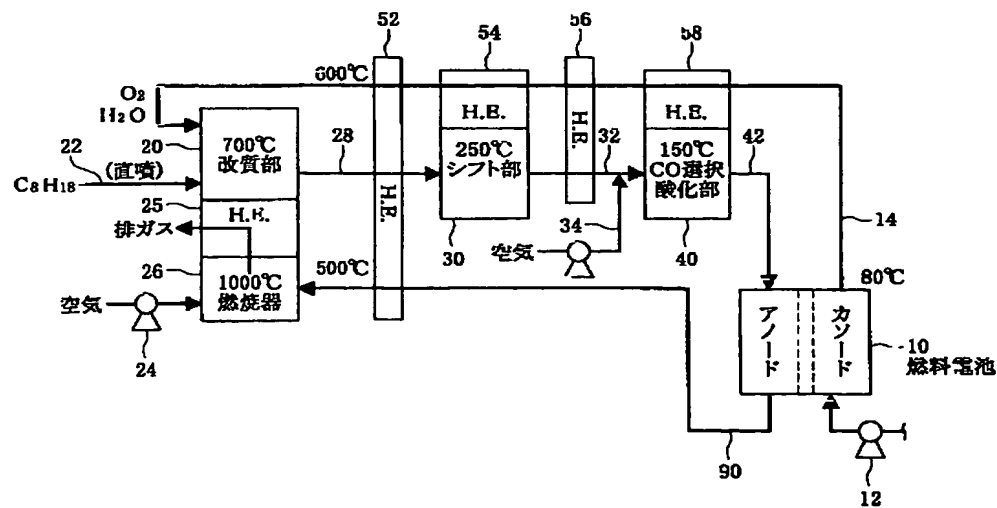 52
54
56
58
600℃
O2
H2O
H.E.
H.E.
20
700℃
改質部
28
250℃
シフト部
H.E.
32
150℃
CO選択
酸化部
42
22
(直噴)
C8H18
25
H.E.
排ガス
H.E.
30
34
空気
40
14
26
1000℃
燃焼器
500℃
80℃
空気
24
アノード
カソード
10
燃料電池
90
12